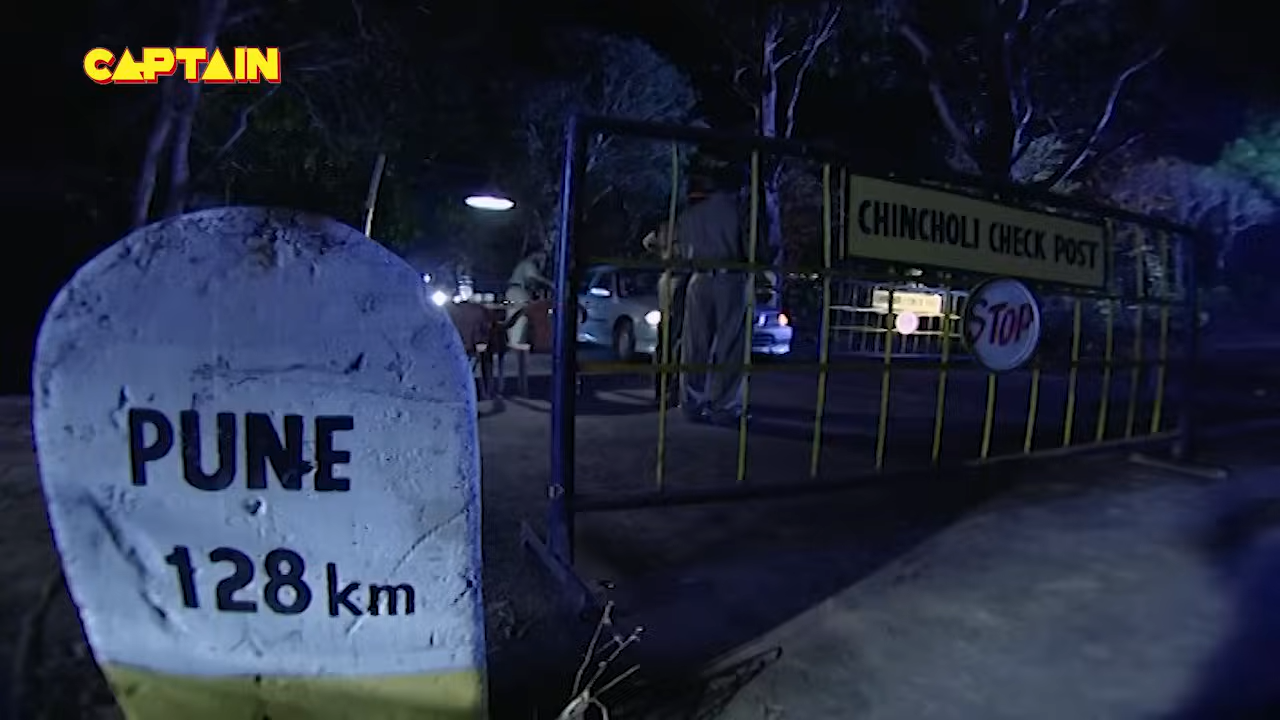 CAPTAIN
CHINCHOLI CHECK POST
STOP
PUNE
128 km